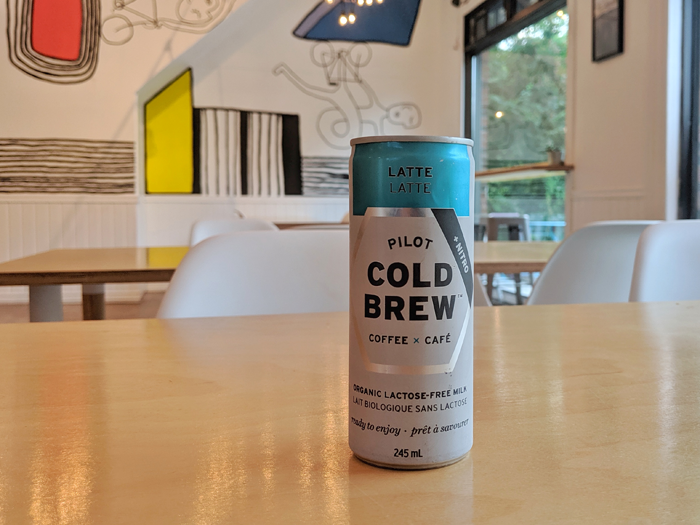 LATTE
LATTE
PILOT
+ NITRO
COLD
BREW™
COFFEE × CAFÉ
ORGANIC LACTOSE-FREE MILK
LAIT BIOLOGIQUE SANS LACTOSE
ready to enjoy · prêt à savourer
245 mL